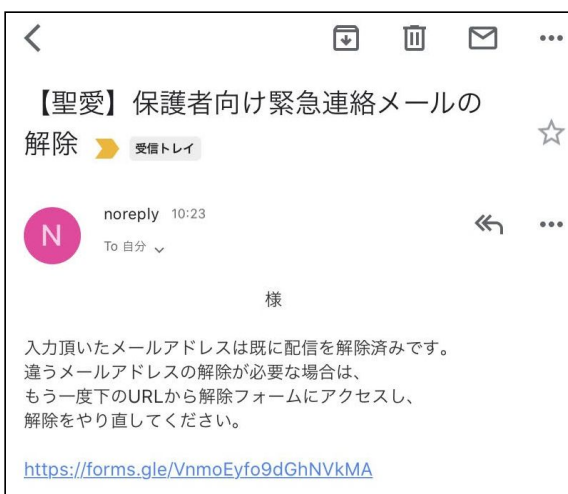 【聖愛】保護者向け緊急連絡メールの
解除 受信トレイ
noreply 10:23
N
To 自分
様
入力頂いたメールアドレスは既に配信を解除済みです。
違うメールアドレスの解除が必要な場合は、
もう一度下のURLから解除フォームにアクセスし、
解除をやり直してください。
https://forms.gle/VnmoEyfo9dGhNVkMA